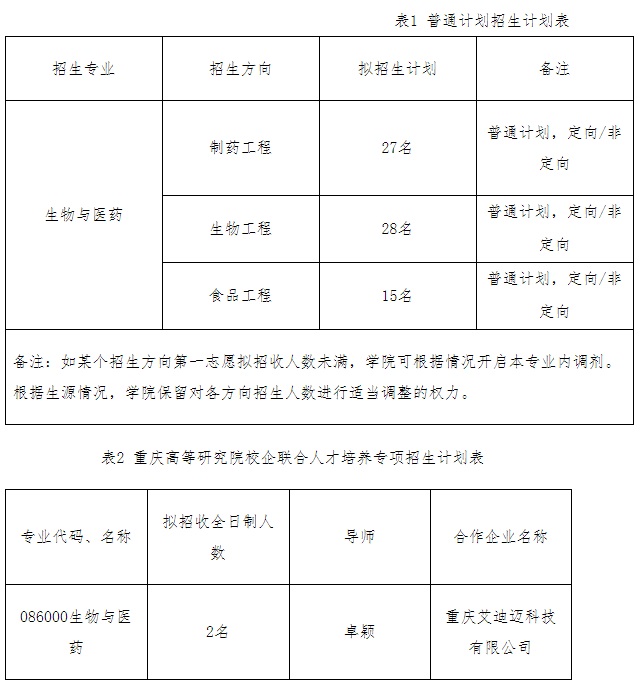 表1 普通计划招生计划表
招生专业 招生方向 拟招生计划 备注
生物与医药
制药工程 27名 普通计划，定向/非
定向
生物工程 28名 普通计划，定向/非
定向
食品工程 15名 普通计划，定向/非
定向
备注：如某个招生方向第一志愿拟招收人数未满，学院可根据情况开启本专业内调剂。
根据生源情况，学院保留对各方向招生人数进行适当调整的权力。
表2 重庆高等研究院校企联合人才培养专项招生计划表
专业代码、名称 拟招收全日制人
数
导师 合作企业名称
086000生物与医
药
2名 卓颖 重庆艾迪迈科技
有限公司